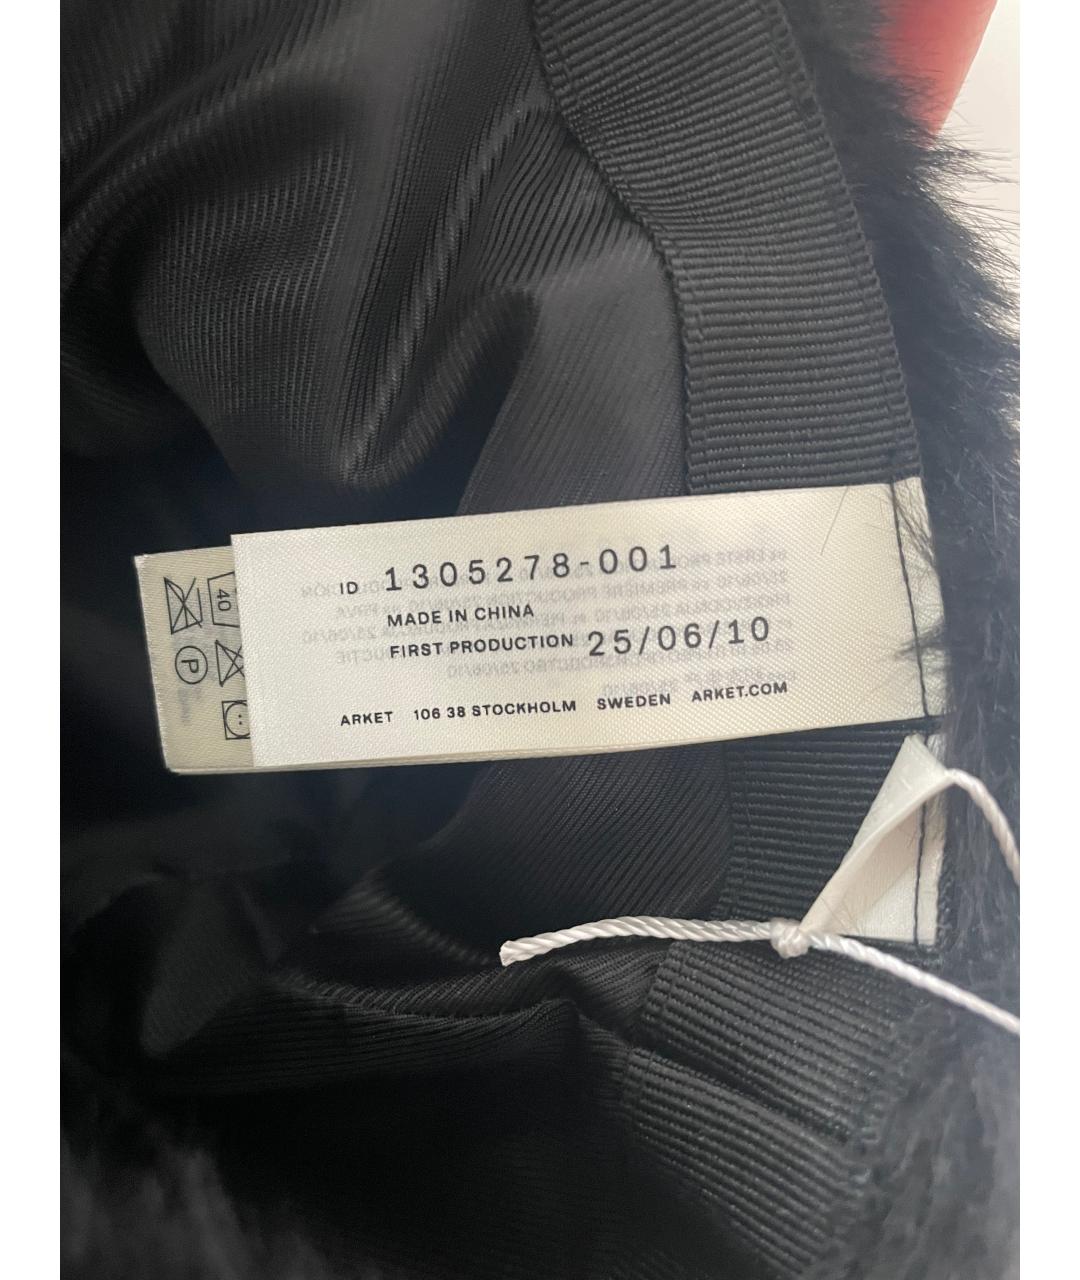 ID 1305278-001
MADE IN CHINA
FIRST PRODUCTION 25/06/10
ARKET 106 38 STOCKHOLM SWEDEN ARKET.COM
40
P